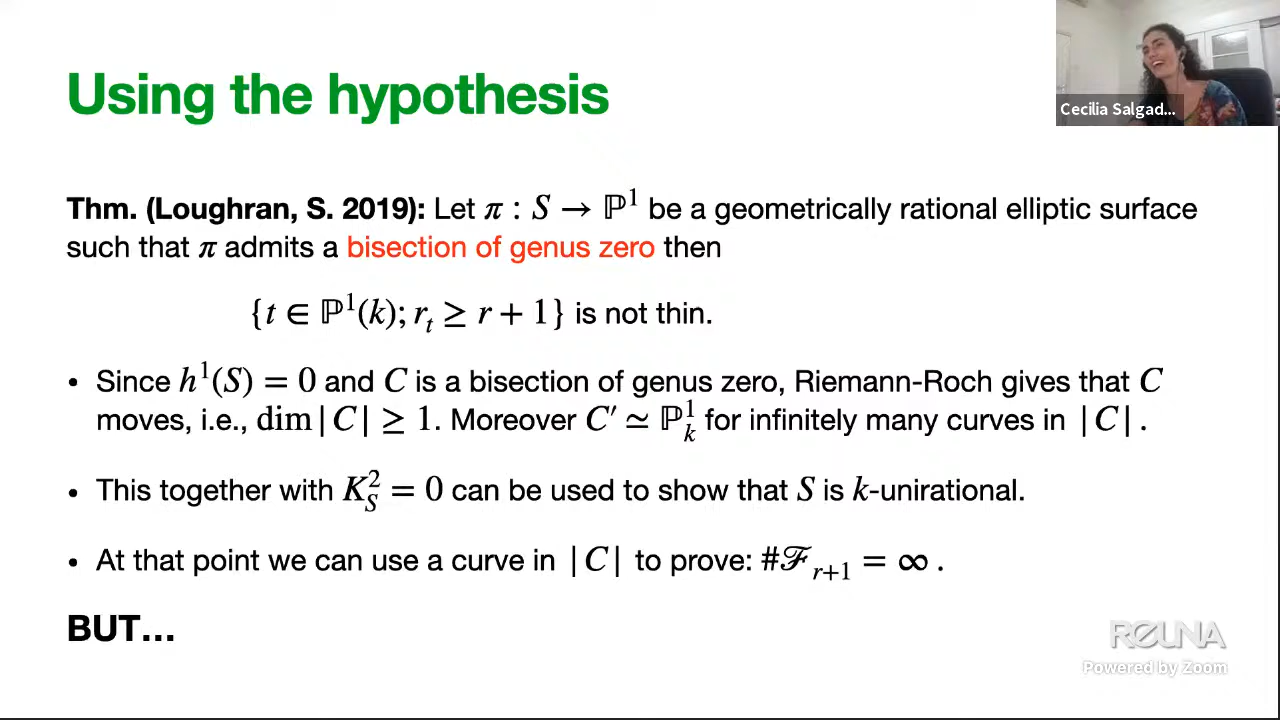 Using the hypothesis
Cecilia Salgad...
Thm. (Loughran, S. 2019): Let π : S → ℙ¹ be a geometrically rational elliptic surface
such that π admits a bisection of genus zero then
{t ∈ ℙ¹(k); r_t ≥ r + 1} is not thin.
• Since h¹(S) = 0 and C is a bisection of genus zero, Riemann-Roch gives that C
moves, i.e., dim |C| ≥ 1. Moreover C′ ≃ ℙ¹_k for infinitely many curves in |C|.
• This together with K²_S = 0 can be used to show that S is k-unirational.
• At that point we can use a curve in |C| to prove: #ℱ_{r+1} = ∞.
BUT...
REUNA
Powered by Zoom